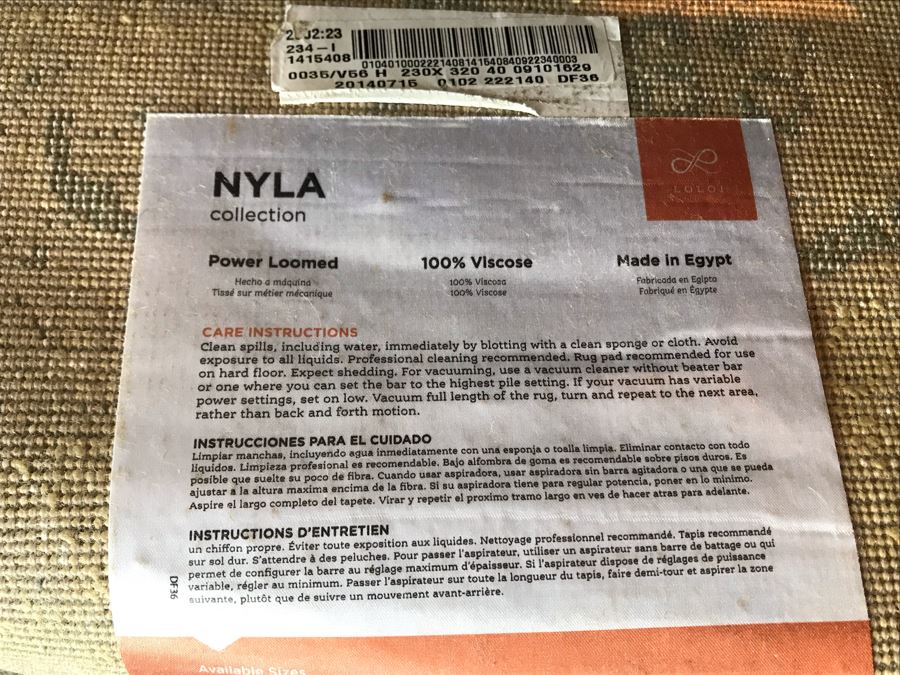 234-I
1415408
010401000222140814154084092234​0003
0035/V56 H 230X 320 40 09101629
20140715 0102 222140 DF36
LOLOI
NYLA
collection
Power Loomed 100% Viscose Made in Egypt
Hecho a máquina 100% Viscosa Fabricada en Egipto
Tissé sur métier mécanique 100% Viscose Fabriqué en Égypte
CARE INSTRUCTIONS
Clean spills, including water, immediately by blotting with a clean sponge or cloth. Avoid
exposure to all liquids. Professional cleaning recommended. Rug pad recommended for use
on hard floor. Expect shedding. For vacuuming, use a vacuum cleaner without beater bar
or one where you can set the bar to the highest pile setting. If your vacuum has variable
power settings, set on low. Vacuum full length of the rug, turn and repeat to the next area,
rather than back and forth motion.
INSTRUCCIONES PARA EL CUIDADO
Limpiar manchas, incluyendo agua inmediatamente con una esponja o toalla limpia. Eliminar contacto con todo
liquidos. Limpieza profesional es recomendable. Bajo alfombra de goma es recomendable sobre pisos duros. Es
posible que suelte su poco de fibra. Cuando usar aspiradora, usar aspiradora sin barra agitadora o una que se pueda
ajustar a la altura maxima encima de la fibra. Si su aspiradora tiene para regular potencia, poner en lo minimo.
Aspire el largo completo del tapete. Virar y repetir el proximo tramo largo en ves de hacer atras para adelante.
INSTRUCTIONS D'ENTRETIEN
un chiffon propre. Éviter toute exposition aux liquides. Nettoyage professionnel recommandé. Tapis recommandé
sur sol dur. S'attendre à des peluches. Pour passer l'aspirateur, utiliser un aspirateur sans barre de battage ou qui
permet de configurer la barre au réglage maximum d'épaisseur. Si l'aspirateur dispose de réglages de puissance
variable, régler au minimum. Passer l'aspirateur sur toute la longueur du tapis, faire demi-tour et aspirer la zone
suivante, plutôt que de suivre un mouvement avant-arrière.
DF36
Available Sizes